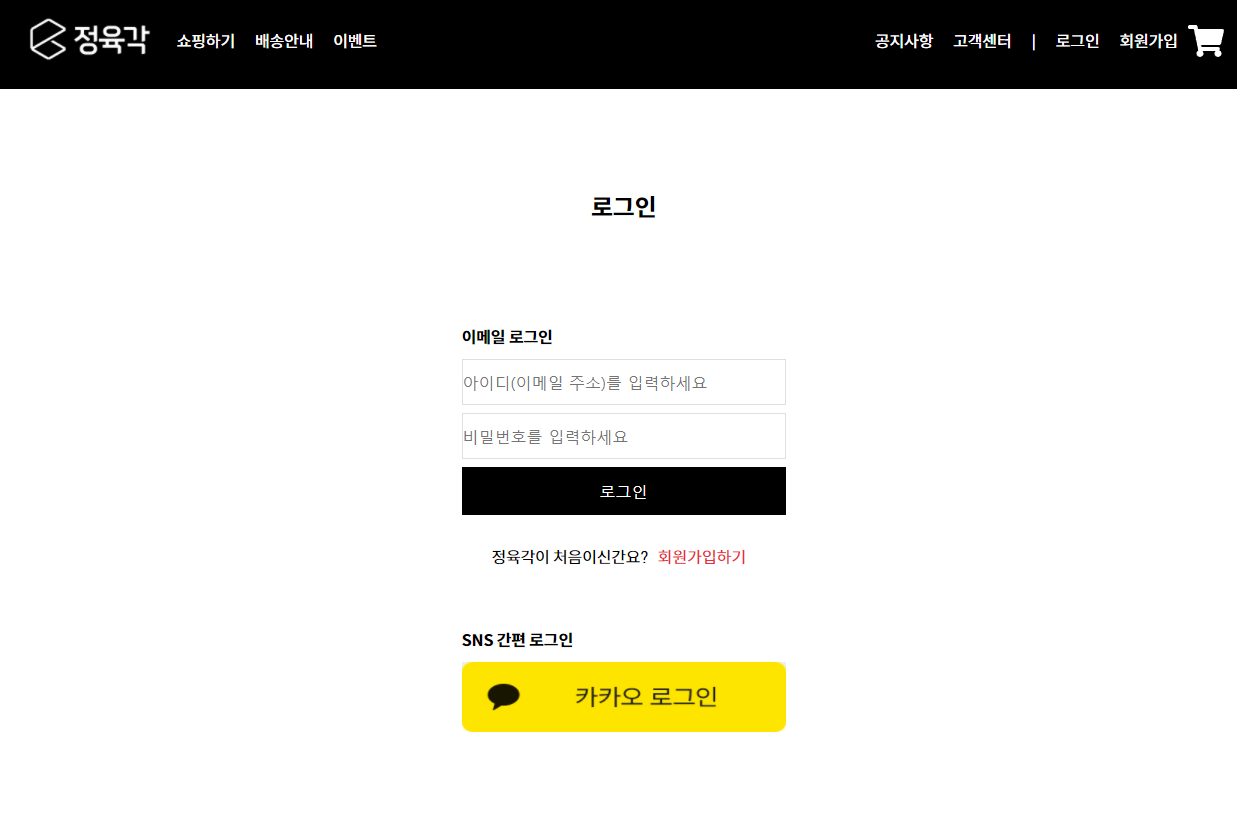 정육각 쇼핑하기 배송안내 이벤트 공지사항 고객센터 | 로그인 회원가입
로그인
이메일 로그인
아이디(이메일 주소)를 입력하세요
비밀번호를 입력하세요
로그인
정육각이 처음이신간요? 회원가입하기
SNS 간편 로그인
카카오 로그인